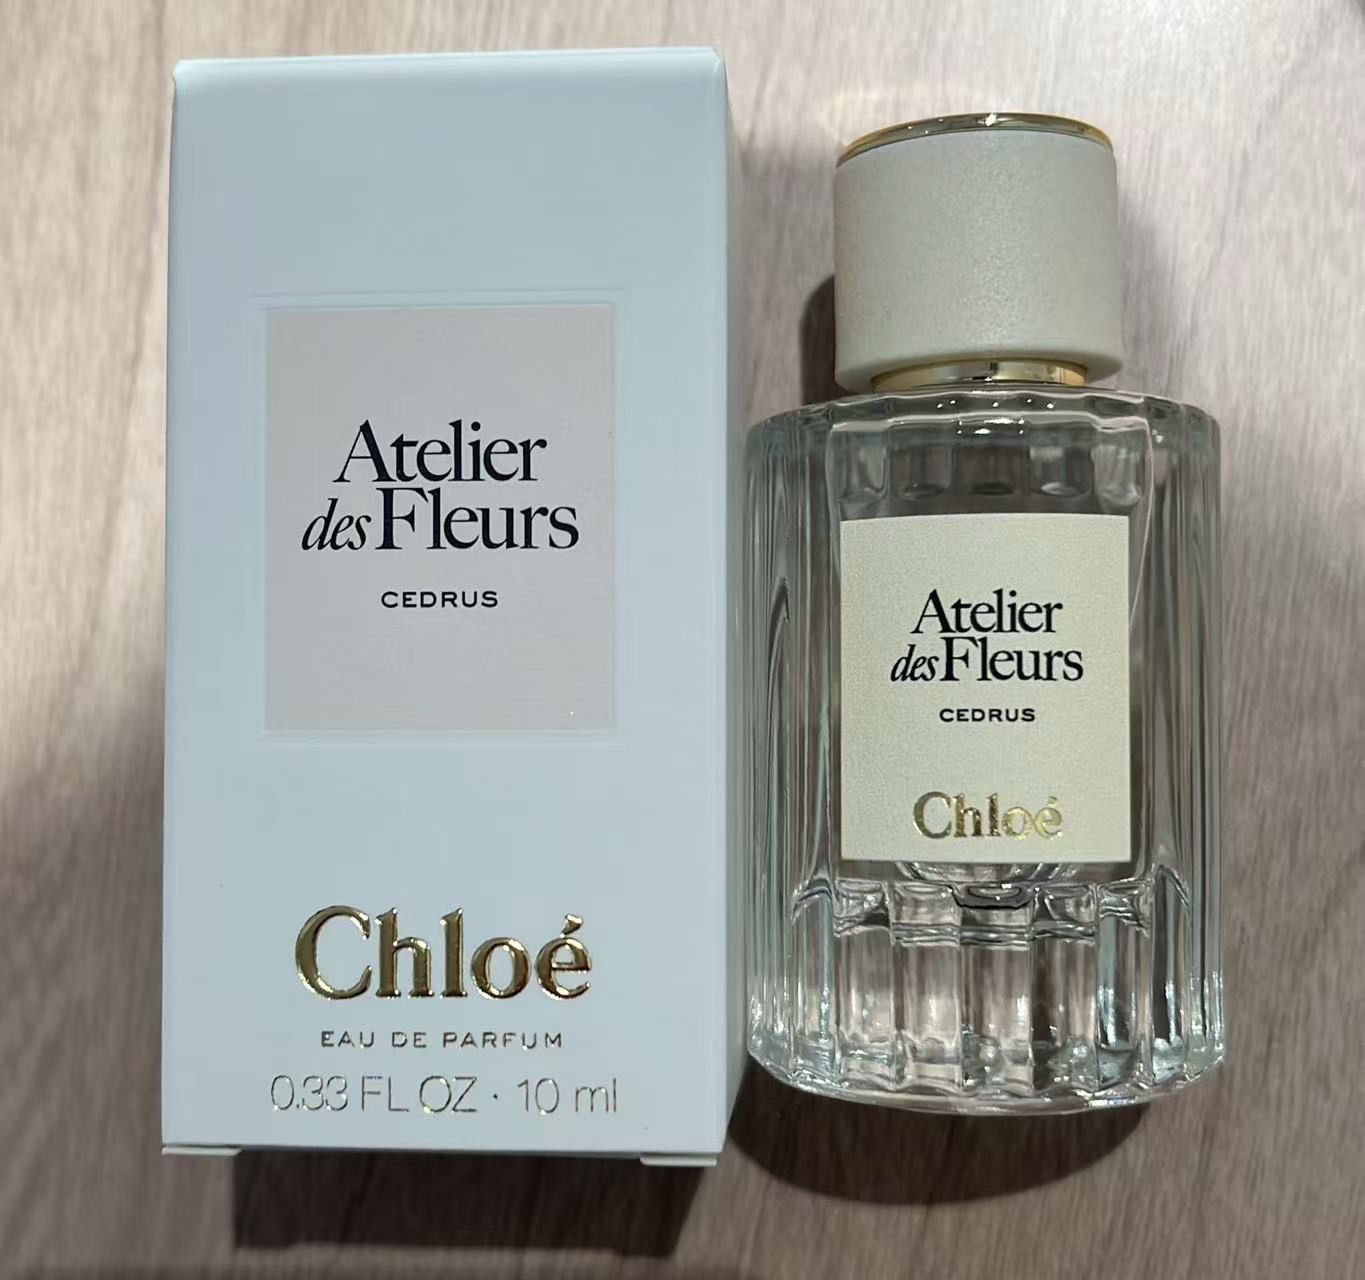 Atelier
des Fleurs
CEDRUS
Chloé
EAU DE PARFUM
0.33 FL OZ · 10 ml
Atelier
des Fleurs
CEDRUS
Chloé